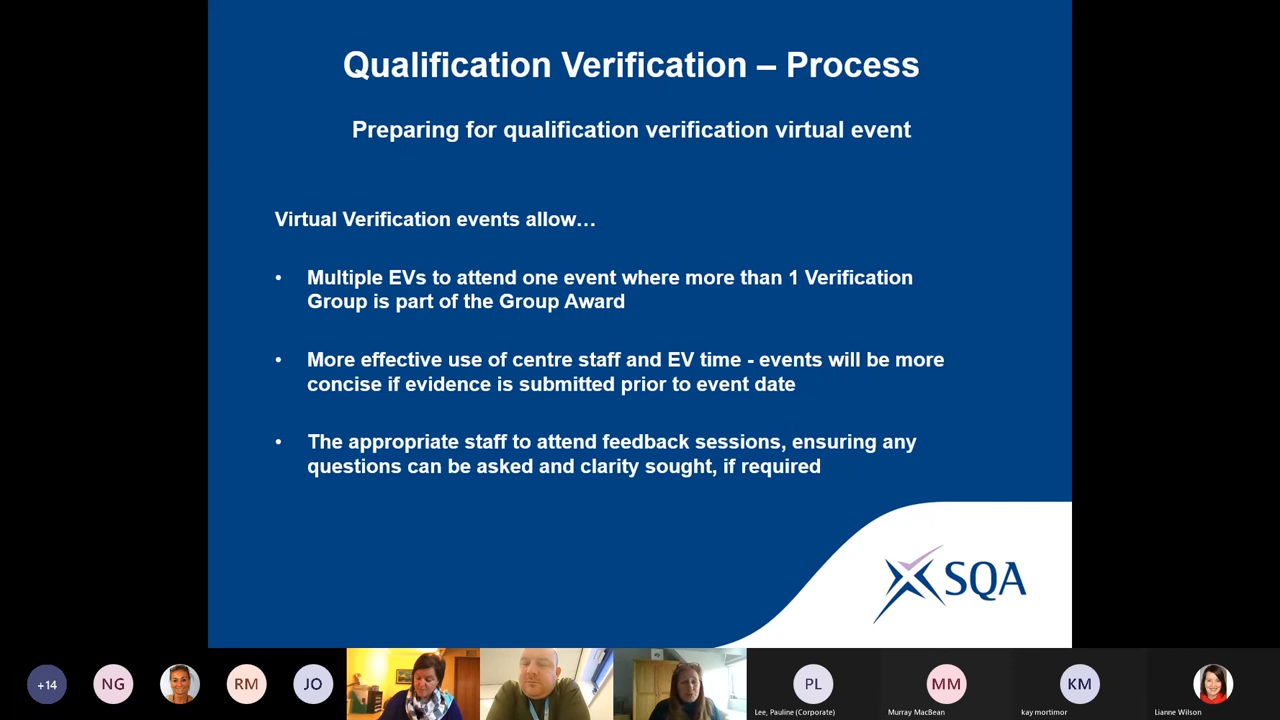 Qualification Verification – Process
Preparing for qualification verification virtual event
Virtual Verification events allow…
• Multiple EVs to attend one event where more than 1 Verification
Group is part of the Group Award
• More effective use of centre staff and EV time - events will be more
concise if evidence is submitted prior to event date
• The appropriate staff to attend feedback sessions, ensuring any
questions can be asked and clarity sought, if required
SQA
+14
NG
RM
JO
PL
MM
KM
Lee, Pauline (Corporate)
Murray MacBean
kay mortimor
Lianne Wilson